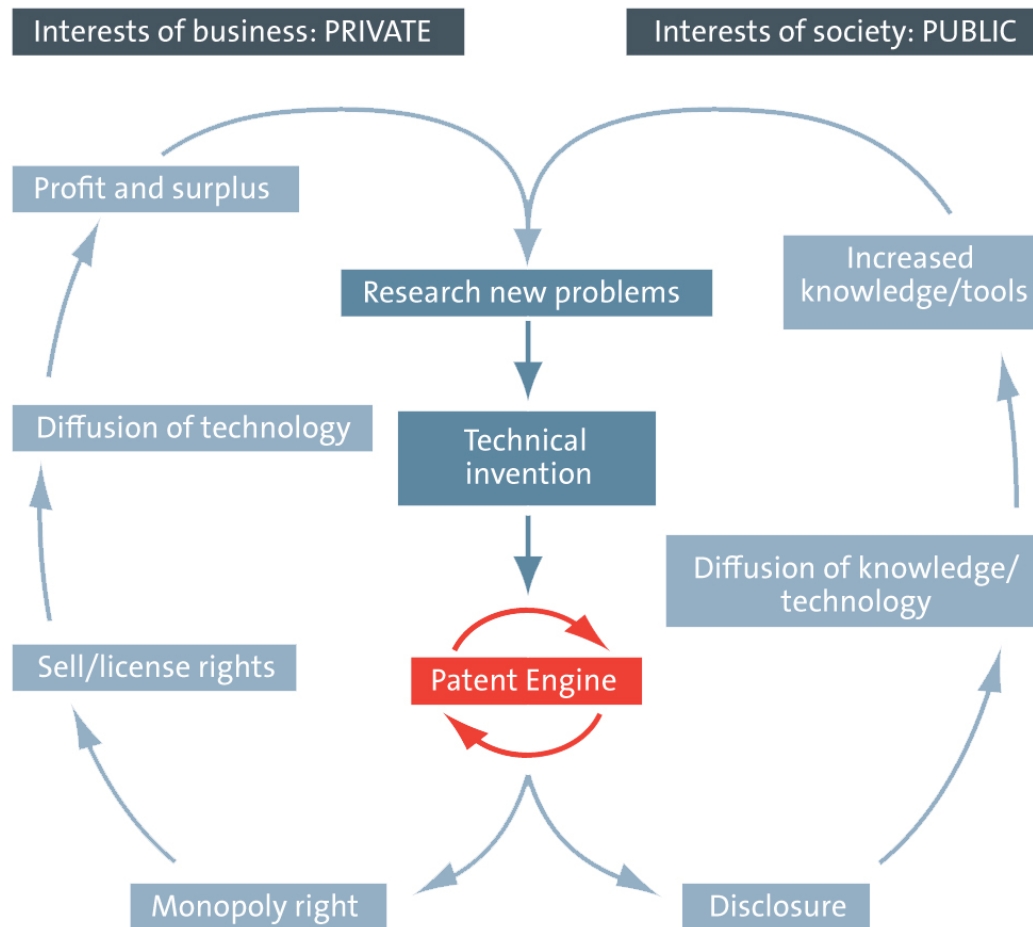 Interests of business: PRIVATE
Interests of society: PUBLIC
Profit and surplus
Increased
knowledge/tools
Research new problems
Diffusion of technology
Technical
invention
Diffusion of knowledge/
technology
Sell/license rights
Patent Engine
Monopoly right
Disclosure